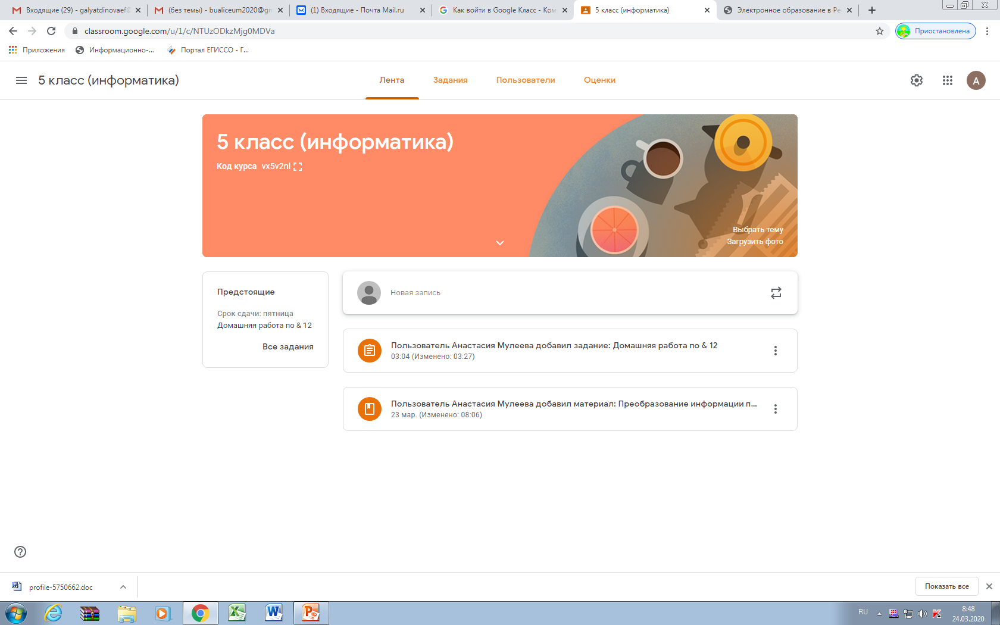 Входящие (29) - galyatdinovaef@
(без темы) - bualiceum2020@gm
(1) Входящие - Почта Mail.ru
Как войти в Google Класс - Ком
5 класс (информатика)
Электронное образование в Ре
classroom.google.com/u/1/c/NTUzODkzMjg0MDVa
Приостановлена
Приложения
Информационно-...
Портал ЕГИССО - Г...
5 класс (информатика)
Лента
Задания
Пользователи
Оценки
А
5 класс (информатика)
Код курса vx5v2nl
Выбрать тему
Загрузить фото
Предстоящие
Срок сдачи: пятница
Домашняя работа по & 12
Все задания
Новая запись
Пользователь Анастасия Мулеева добавил задание: Домашняя работа по & 12
03:04 (Изменено: 03:27)
Пользователь Анастасия Мулеева добавил материал: Преобразование информации п...
23 мар. (Изменено: 08:06)
profile-5750662.doc
Показать все
RU
8:48
24.03.2020